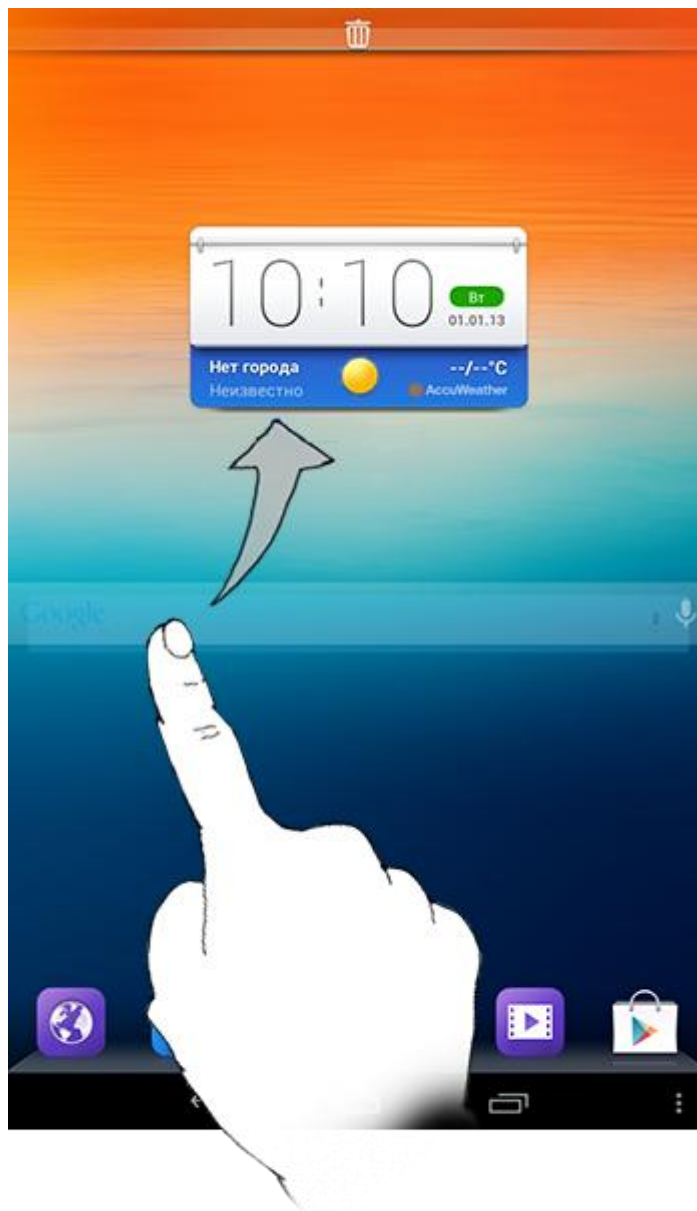 10:10
Вт
01.01.13
Нет города --/--°C
Неизвестно AccuWeather
Google